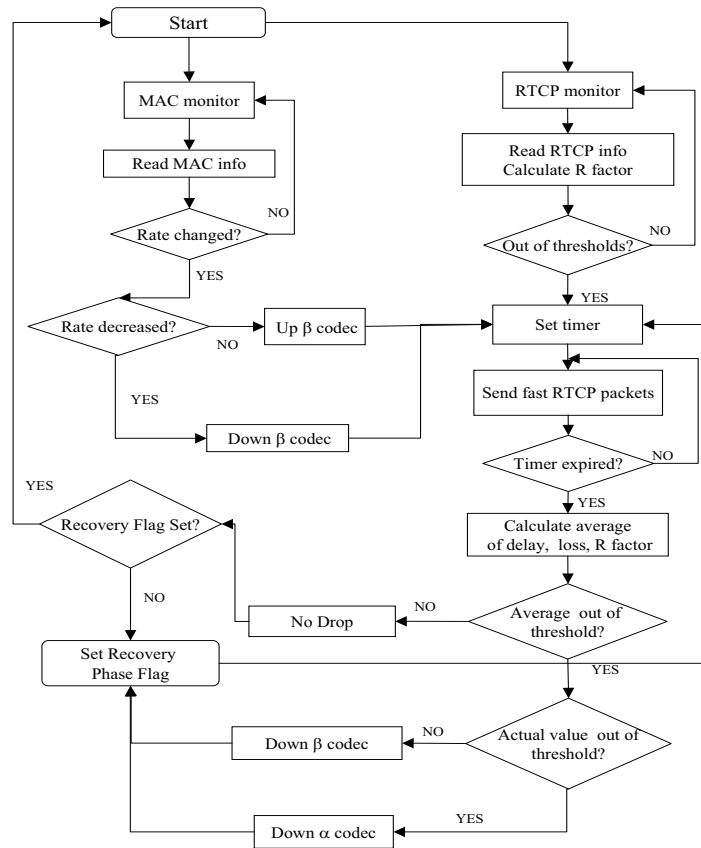 Start
MAC monitor
RTCP monitor
Read MAC info
Read RTCP info
Calculate R factor
NO
Rate changed?
NO
Out of thresholds?
YES
YES
Rate decreased?
NO
Up β codec
Set timer
YES
Send fast RTCP packets
Down β codec
NO
Timer expired?
YES
YES
Recovery Flag Set?
Calculate average
of delay, loss, R factor
NO
No Drop
NO
Average out of
threshold?
Set Recovery
Phase Flag
YES
Down β codec
NO
Actual value out of
threshold?
Down α codec
YES